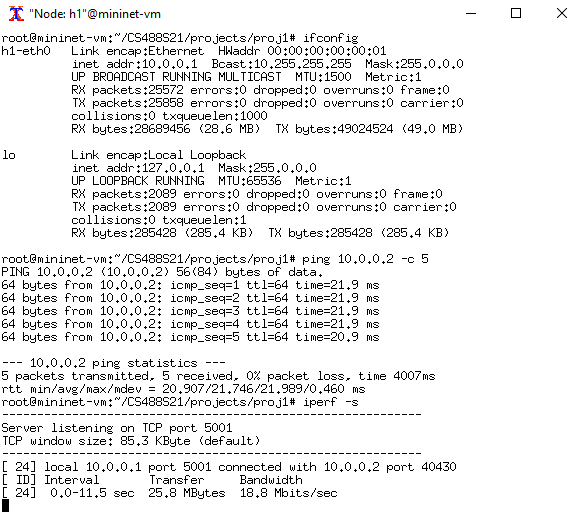 "Node: h1"@mininet-vm
root@mininet-vm:~/CS488S21/projects/proj1# ifconfig
h1-eth0   Link encap:Ethernet  HWaddr 00:00:00:00:00:01
          inet addr:10.0.0.1  Bcast:10.255.255.255  Mask:255.0.0.0
          UP BROADCAST RUNNING MULTICAST  MTU:1500  Metric:1
          RX packets:25572 errors:0 dropped:0 overruns:0 frame:0
          TX packets:25858 errors:0 dropped:0 overruns:0 carrier:0
          collisions:0 txqueuelen:1000
          RX bytes:28689456 (28.6 MB)  TX bytes:49024524 (49.0 MB)
lo        Link encap:Local Loopback
          inet addr:127.0.0.1  Mask:255.0.0.0
          UP LOOPBACK RUNNING  MTU:65536  Metric:1
          RX packets:2089 errors:0 dropped:0 overruns:0 frame:0
          TX packets:2089 errors:0 dropped:0 overruns:0 carrier:0
          collisions:0 txqueuelen:1
          RX bytes:285428 (285.4 KB)  TX bytes:285428 (285.4 KB)
root@mininet-vm:~/CS488S21/projects/proj1# ping 10.0.0.2 -c 5
PING 10.0.0.2 (10.0.0.2) 56(84) bytes of data.
64 bytes from 10.0.0.2: icmp_seq=1 ttl=64 time=21.9 ms
64 bytes from 10.0.0.2: icmp_seq=2 ttl=64 time=21.9 ms
64 bytes from 10.0.0.2: icmp_seq=3 ttl=64 time=21.9 ms
64 bytes from 10.0.0.2: icmp_seq=4 ttl=64 time=21.9 ms
64 bytes from 10.0.0.2: icmp_seq=5 ttl=64 time=20.9 ms
--- 10.0.0.2 ping statistics ---
5 packets transmitted, 5 received, 0% packet loss, time 4007ms
rtt min/avg/max/mdev = 20.907/21.746/21.989/0.460 ms
root@mininet-vm:~/CS488S21/projects/proj1# iperf -s
------------------------------------------------------------
Server listening on TCP port 5001
TCP window size: 85.3 KByte (default)
------------------------------------------------------------
[ 24] local 10.0.0.1 port 5001 connected with 10.0.0.2 port 40430
[ ID] Interval       Transfer     Bandwidth
[ 24]  0.0-11.5 sec  25.8 MBytes  18.8 Mbits/sec